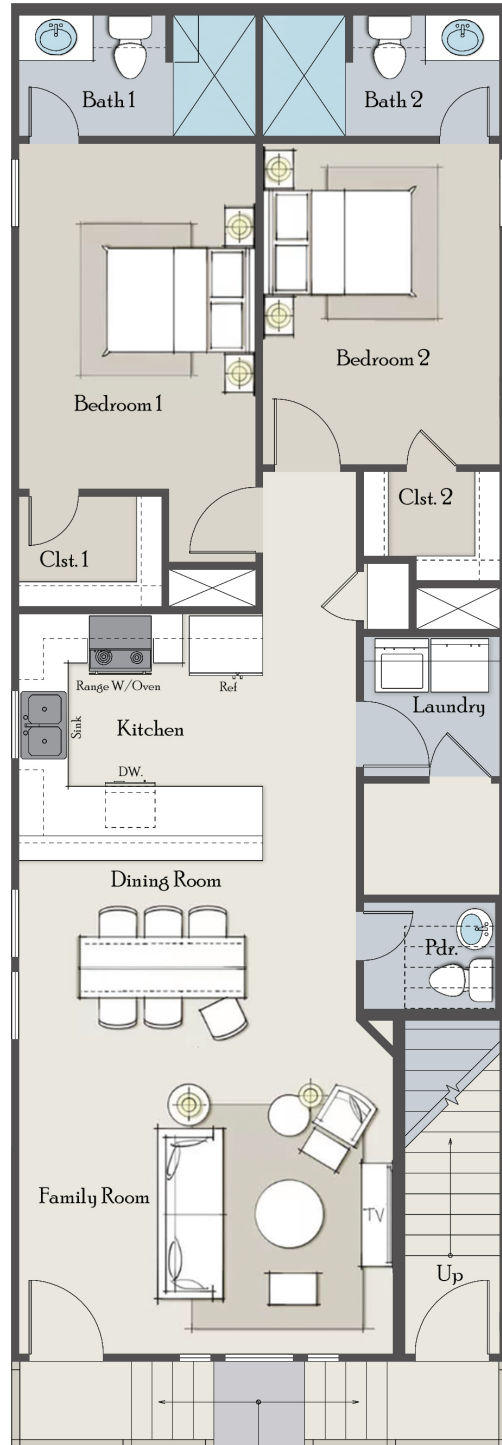 Bath 1
Bath 2
Bedroom 1
Bedroom 2
Clst. 1
Clst. 2
Range W/Oven
Ref
Sink
Kitchen
Laundry
DW.
Dining Room
Pdr.
Family Room
TV
Up